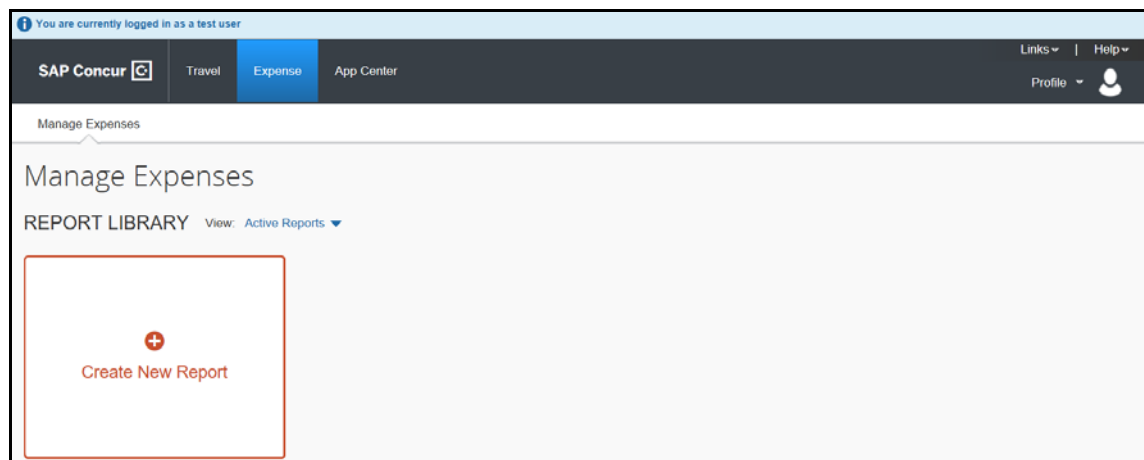 You are currently logged in as a test user
Links | Help
SAP Concur C Travel Expense App Center
Profile
Manage Expenses
Manage Expenses
REPORT LIBRARY View: Active Reports
Create New Report